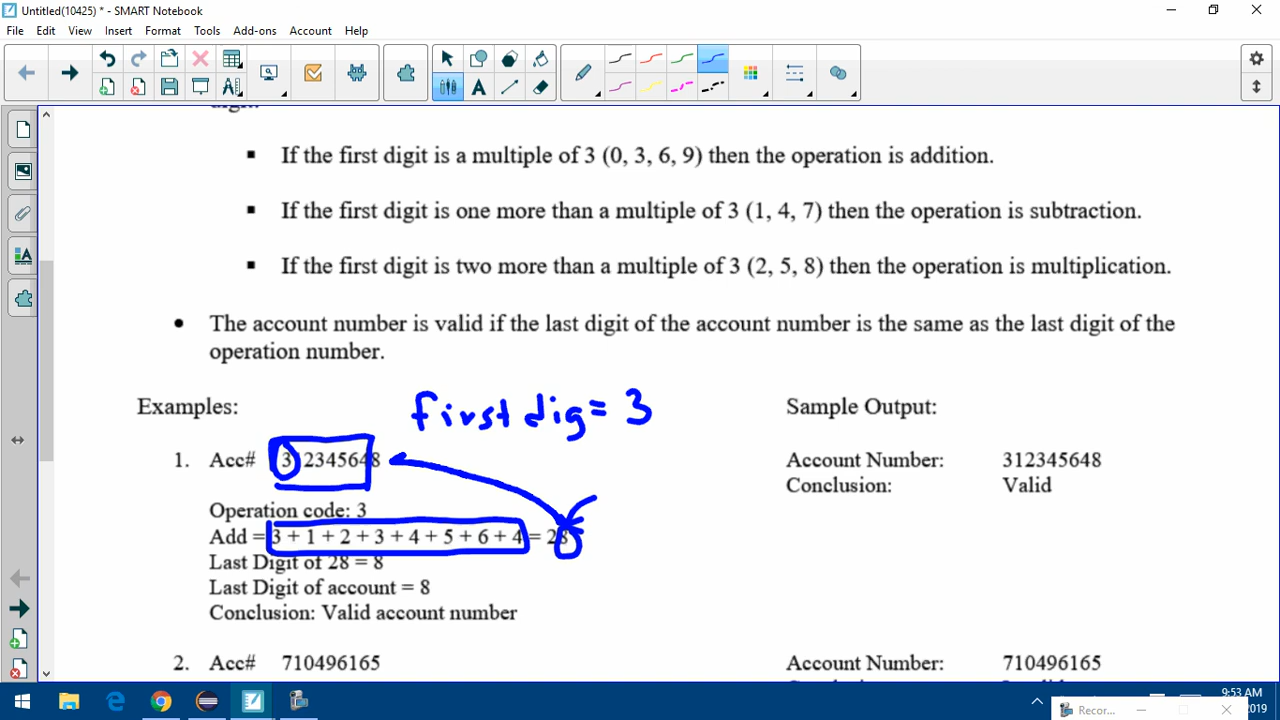 Untitled(10425) * - SMART Notebook
File Edit View Insert Format Tools Add-ons Account Help
digit.
▪ If the first digit is a multiple of 3 (0, 3, 6, 9) then the operation is addition.
▪ If the first digit is one more than a multiple of 3 (1, 4, 7) then the operation is subtraction.
▪ If the first digit is two more than a multiple of 3 (2, 5, 8) then the operation is multiplication.
• The account number is valid if the last digit of the account number is the same as the last digit of the
operation number.
Examples:
first dig = 3
Sample Output:
1. Acc# 312345648
Account Number: 312345648
Conclusion: Valid
Operation code: 3
Add = 3 + 1 + 2 + 3 + 4 + 5 + 6 + 4 = 28
Last Digit of 28 = 8
Last Digit of account = 8
Conclusion: Valid account number
2. Acc# 710496165
Account Number: 710496165
9:53 AM
2019
Recor...